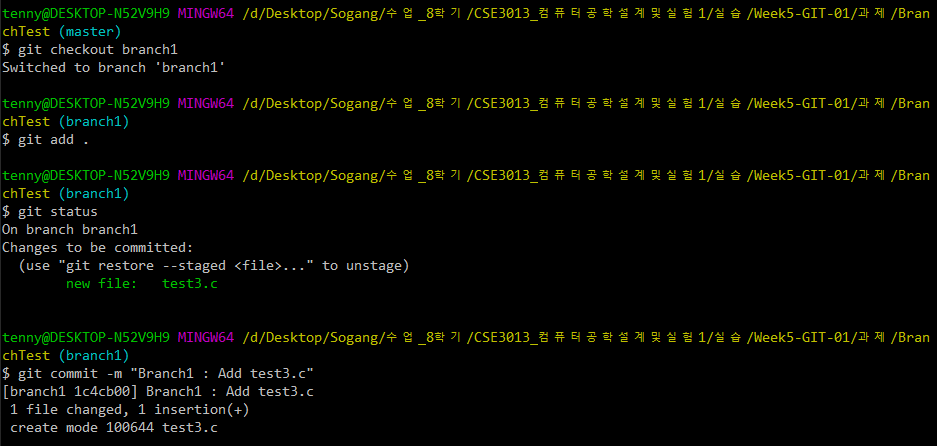 tenny@DESKTOP-N52V9H9 MINGW64 /d/Desktop/Sogang/수업_8학기/CSE3013_컴퓨터공학설계및실험1/실습/Week5-GIT-01/과제/Bran
chTest (master)
$ git checkout branch1
Switched to branch 'branch1'
tenny@DESKTOP-N52V9H9 MINGW64 /d/Desktop/Sogang/수업_8학기/CSE3013_컴퓨터공학설계및실험1/실습/Week5-GIT-01/과제/Bran
chTest (branch1)
$ git add .
tenny@DESKTOP-N52V9H9 MINGW64 /d/Desktop/Sogang/수업_8학기/CSE3013_컴퓨터공학설계및실험1/실습/Week5-GIT-01/과제/Bran
chTest (branch1)
$ git status
On branch branch1
Changes to be committed:
  (use "git restore --staged <file>..." to unstage)
        new file:   test3.c
tenny@DESKTOP-N52V9H9 MINGW64 /d/Desktop/Sogang/수업_8학기/CSE3013_컴퓨터공학설계및실험1/실습/Week5-GIT-01/과제/Bran
chTest (branch1)
$ git commit -m "Branch1 : Add test3.c"
[branch1 1c4cb00] Branch1 : Add test3.c
 1 file changed, 1 insertion(+)
 create mode 100644 test3.c